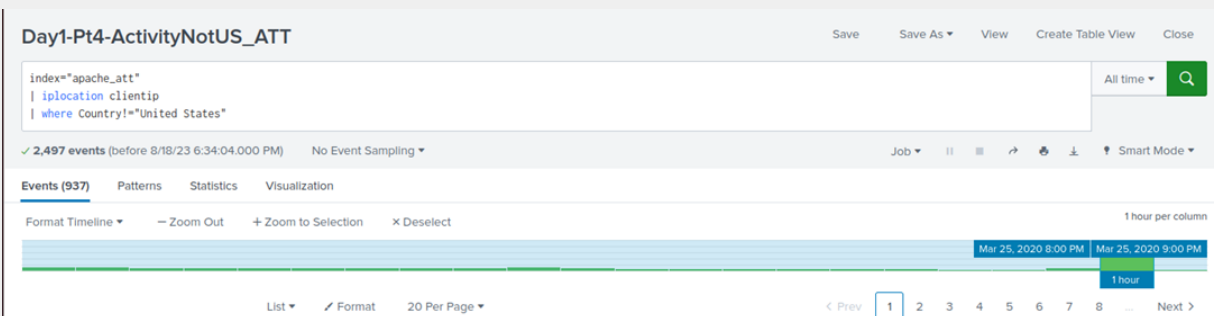 Day1-Pt4-ActivityNotUS_ATT
Save Save As View Create Table View Close
index="apache_att"
| iplocation clientip
| where Country!="United States"
All time
2,497 events (before 8/18/23 6:34:04.000 PM) No Event Sampling
Job Smart Mode
Events (937) Patterns Statistics Visualization
Format Timeline — Zoom Out + Zoom to Selection × Deselect
1 hour per column
Mar 25, 2020 8:00 PM Mar 25, 2020 9:00 PM
1 hour
List Format 20 Per Page
< Prev 1 2 3 4 5 6 7 8 ... Next >